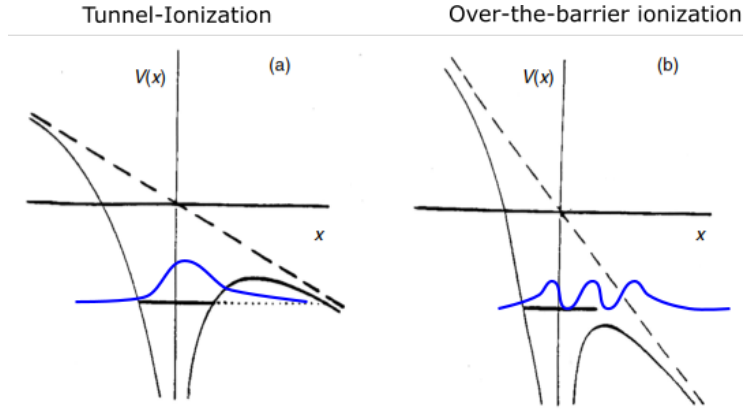 Tunnel-Ionization
Over-the-barrier ionization
V(x)
(a)
x
V(x)
(b)
x